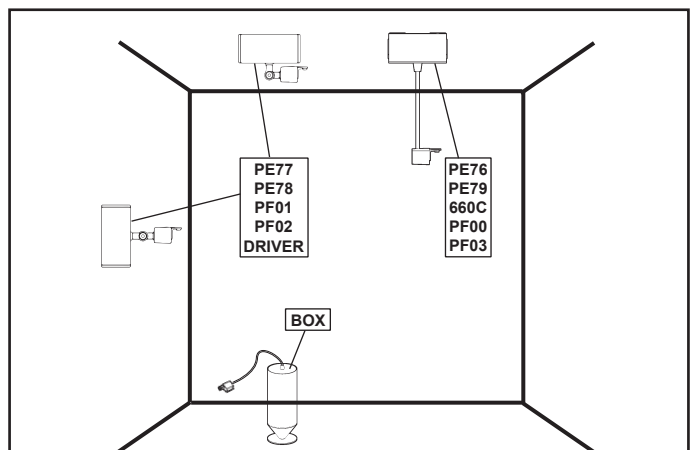 PE77
PE78
PF01
PF02
DRIVER
PE76
PE79
660C
PF00
PF03
BOX